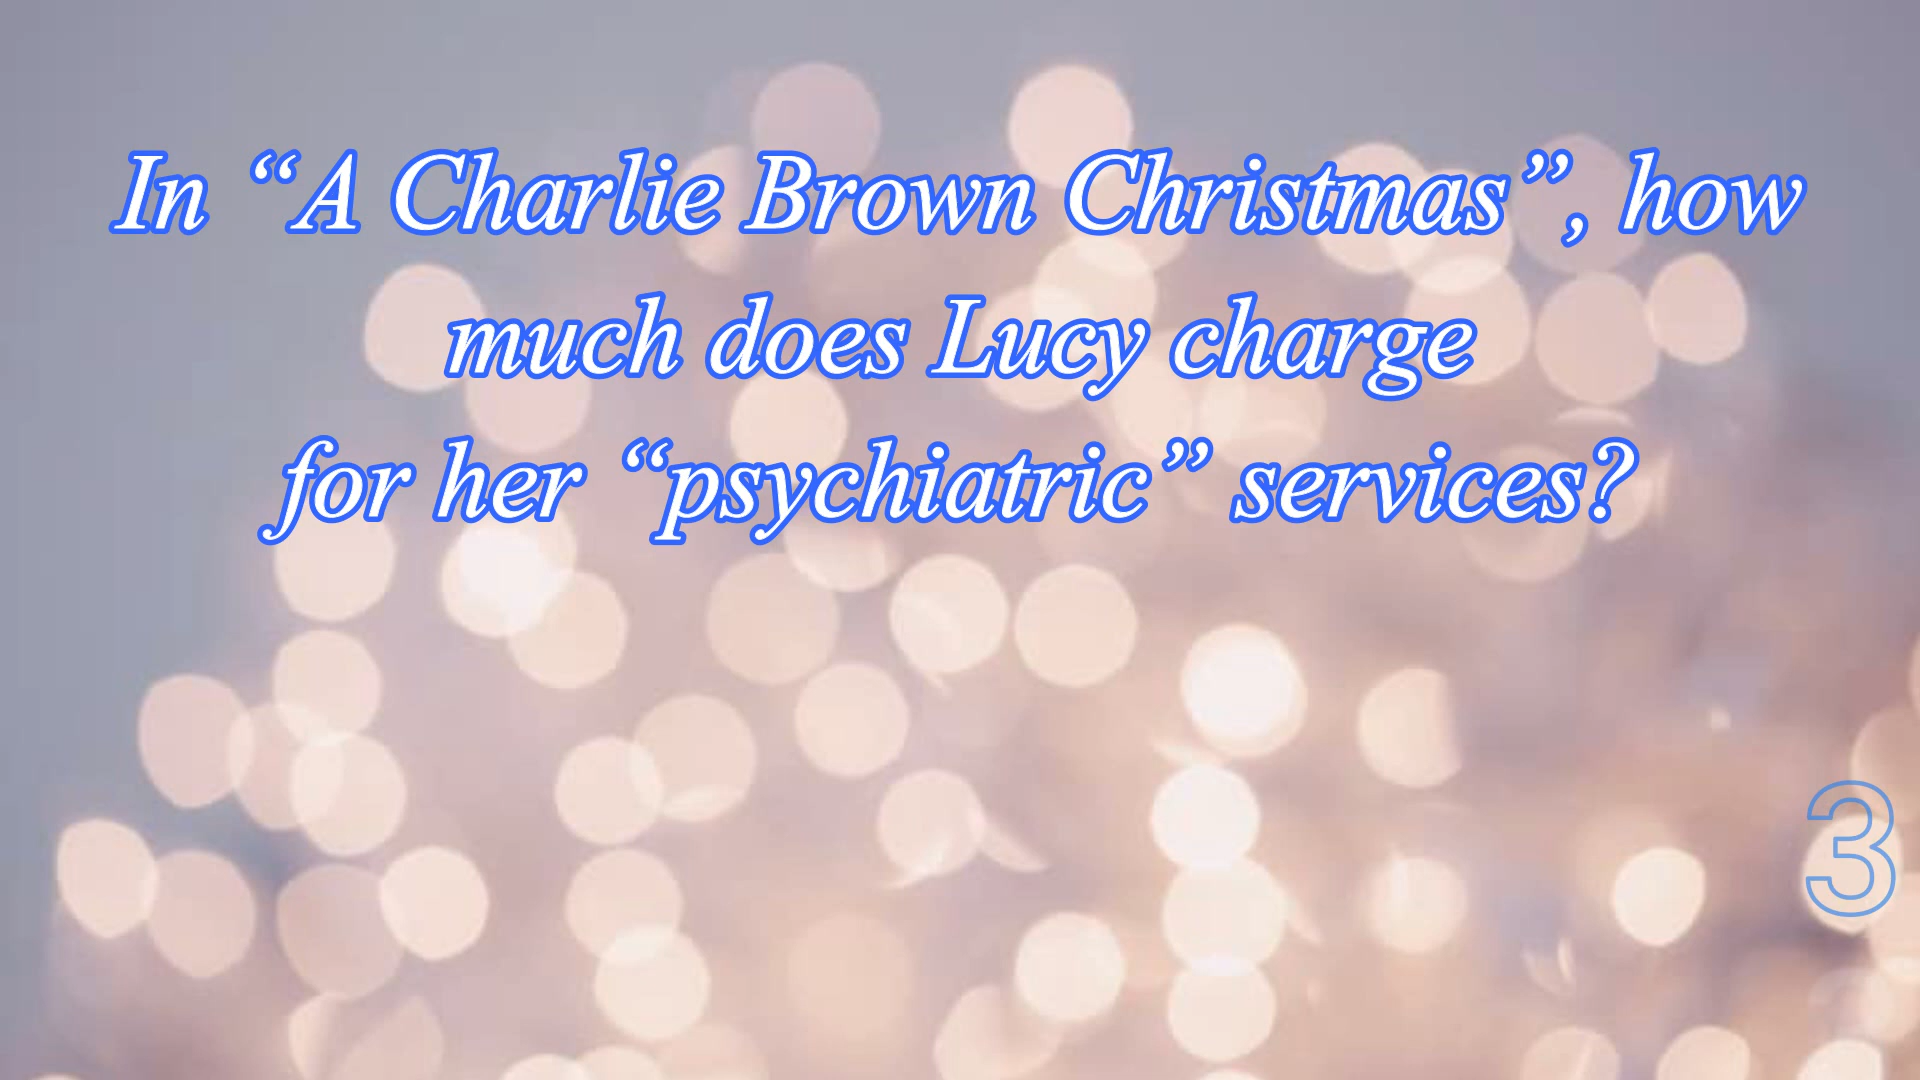 In “A Charlie Brown Christmas”, how
much does Lucy charge
for her “psychiatric” services?
3